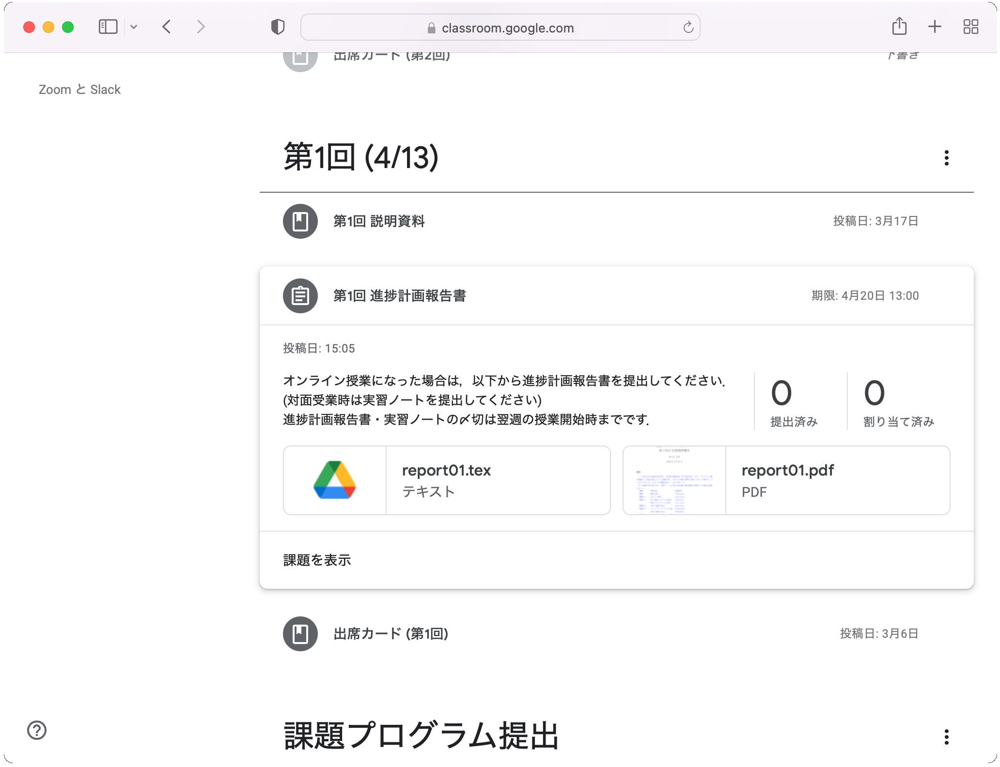 classroom.google.com
出席カード (第2回)
下書き
Zoom と Slack
第1回 (4/13)
第1回 説明資料
投稿日: 3月17日
第1回 進捗計画報告書
期限: 4月20日 13:00
投稿日: 15:05
オンライン授業になった場合は，以下から進捗計画報告書を提出してください．
(対面受業時は実習ノートを提出してください)
進捗計画報告書・実習ノートの〆切は翌週の授業開始時までです．
0
提出済み
0
割り当て済み
report01.tex
テキスト
report01.pdf
PDF
課題を表示
出席カード (第1回)
投稿日: 3月6日
課題プログラム提出